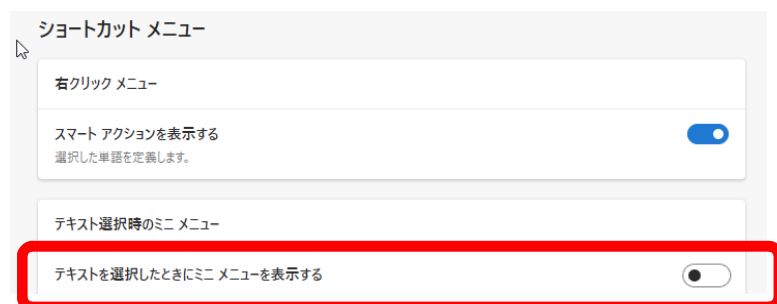 ショートカット メニュー
右クリック メニュー
スマート アクションを表示する
選択した単語を定義します。
テキスト選択時のミニ メニュー
テキストを選択したときにミニ メニューを表示する